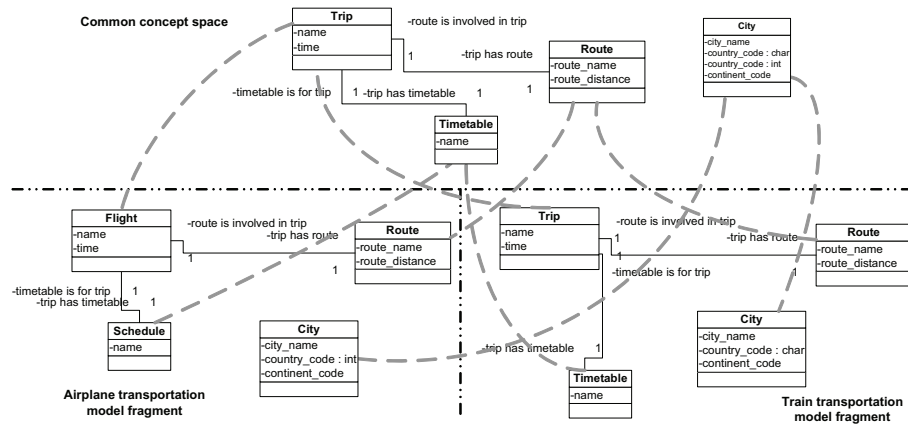 Common concept space
Trip
-name
-time
-route is involved in trip
1
-trip has route
1
Route
-route_name
-route_distance
City
-city_name
-country_code : char
-country_code : int
-continent_code
-timetable is for trip
1
-trip has timetable
1
Timetable
-name
Flight
-name
-time
-route is involved in trip
-trip has route
1
1
Route
-route_name
-route_distance
-timetable is for trip
1
-trip has timetable
1
Schedule
-name
City
-city_name
-country_code : int
-continent_code
Airplane transportation
model fragment
Trip
-name
-time
-route is involved in trip
1
-trip has route
1
Route
-route_name
-route_distance
1
-timetable is for trip
-trip has timetable
1
Timetable
-name
City
-city_name
-country_code : char
-continent_code
Train transportation
model fragment